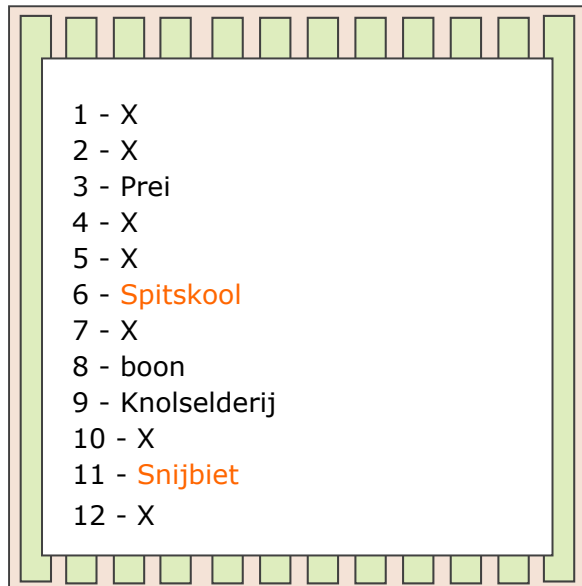 1 - X
2 - X
3 - Prei
4 - X
5 - X
6 - Spitskool
7 - X
8 - boon
9 - Knolselderij
10 - X
11 - Snijbiet
12 - X